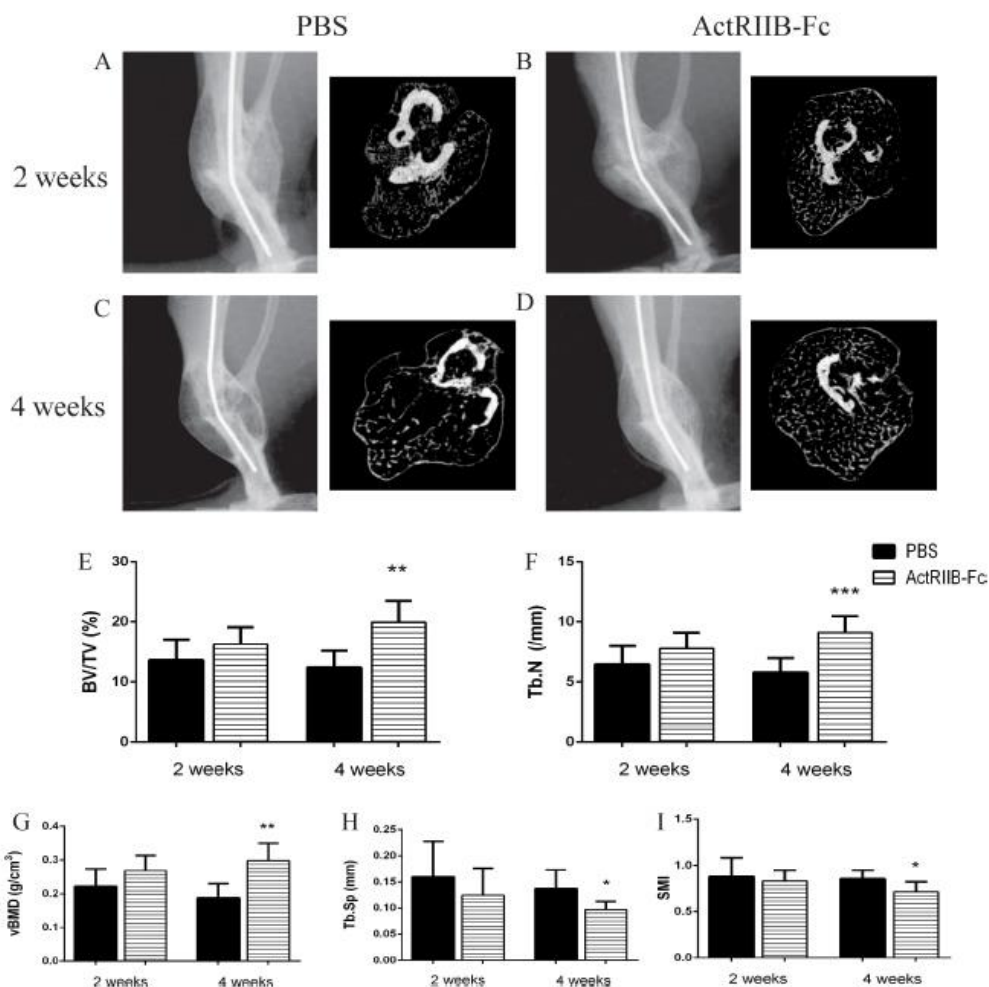 PBS ActRIIB-Fc
A B
2 weeks
C D
4 weeks
E
BV/TV (%)
30
20
10
0
**
2 weeks 4 weeks
F
Tb.N (/mm)
15
10
5
0
***
2 weeks 4 weeks
PBS
ActRIIB-Fc
G
vBMD (g/cm³)
0.4
0.3
0.2
0.1
0.0
**
2 weeks 4 weeks
H
Tb.Sp (mm)
0.25
0.20
0.15
0.10
0.05
0.00
*
2 weeks 4 weeks
I
SMI
1.5
1.0
0.5
0.0
*
2 weeks 4 weeks